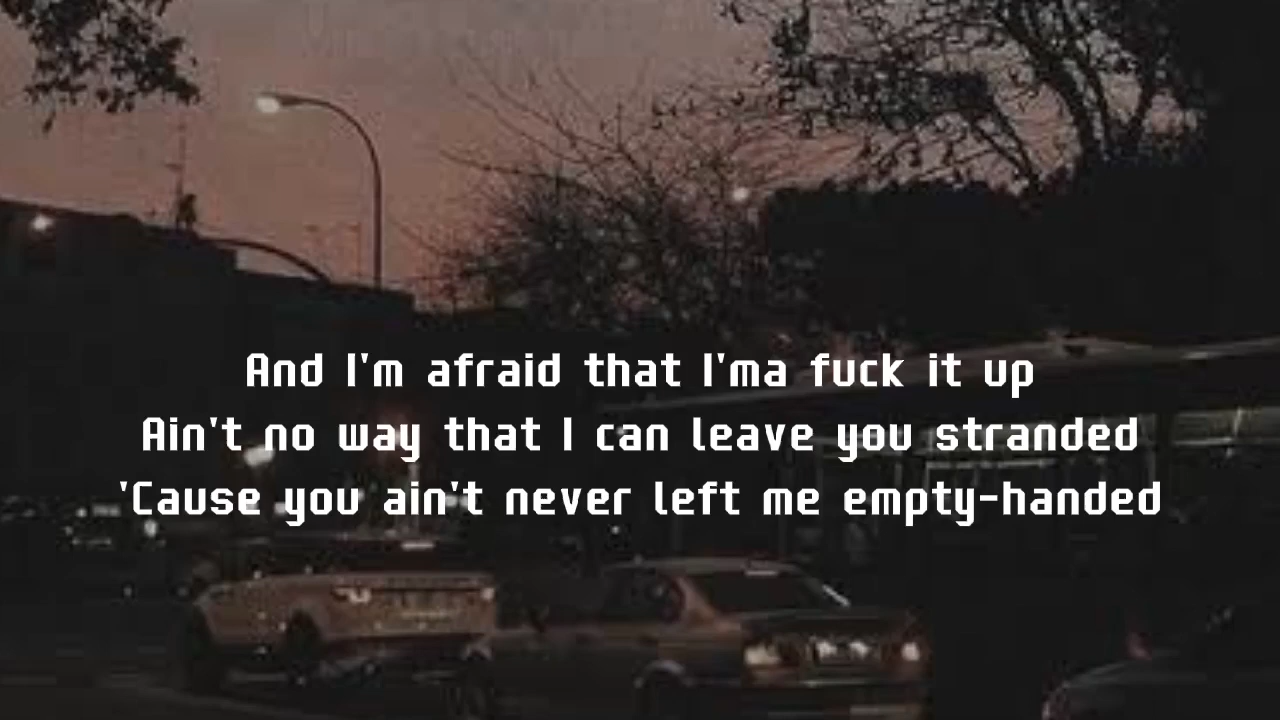 And I'm afraid that I'ma fuck it up
Ain't no way that I can leave you stranded
'Cause you ain't never left me empty-handed